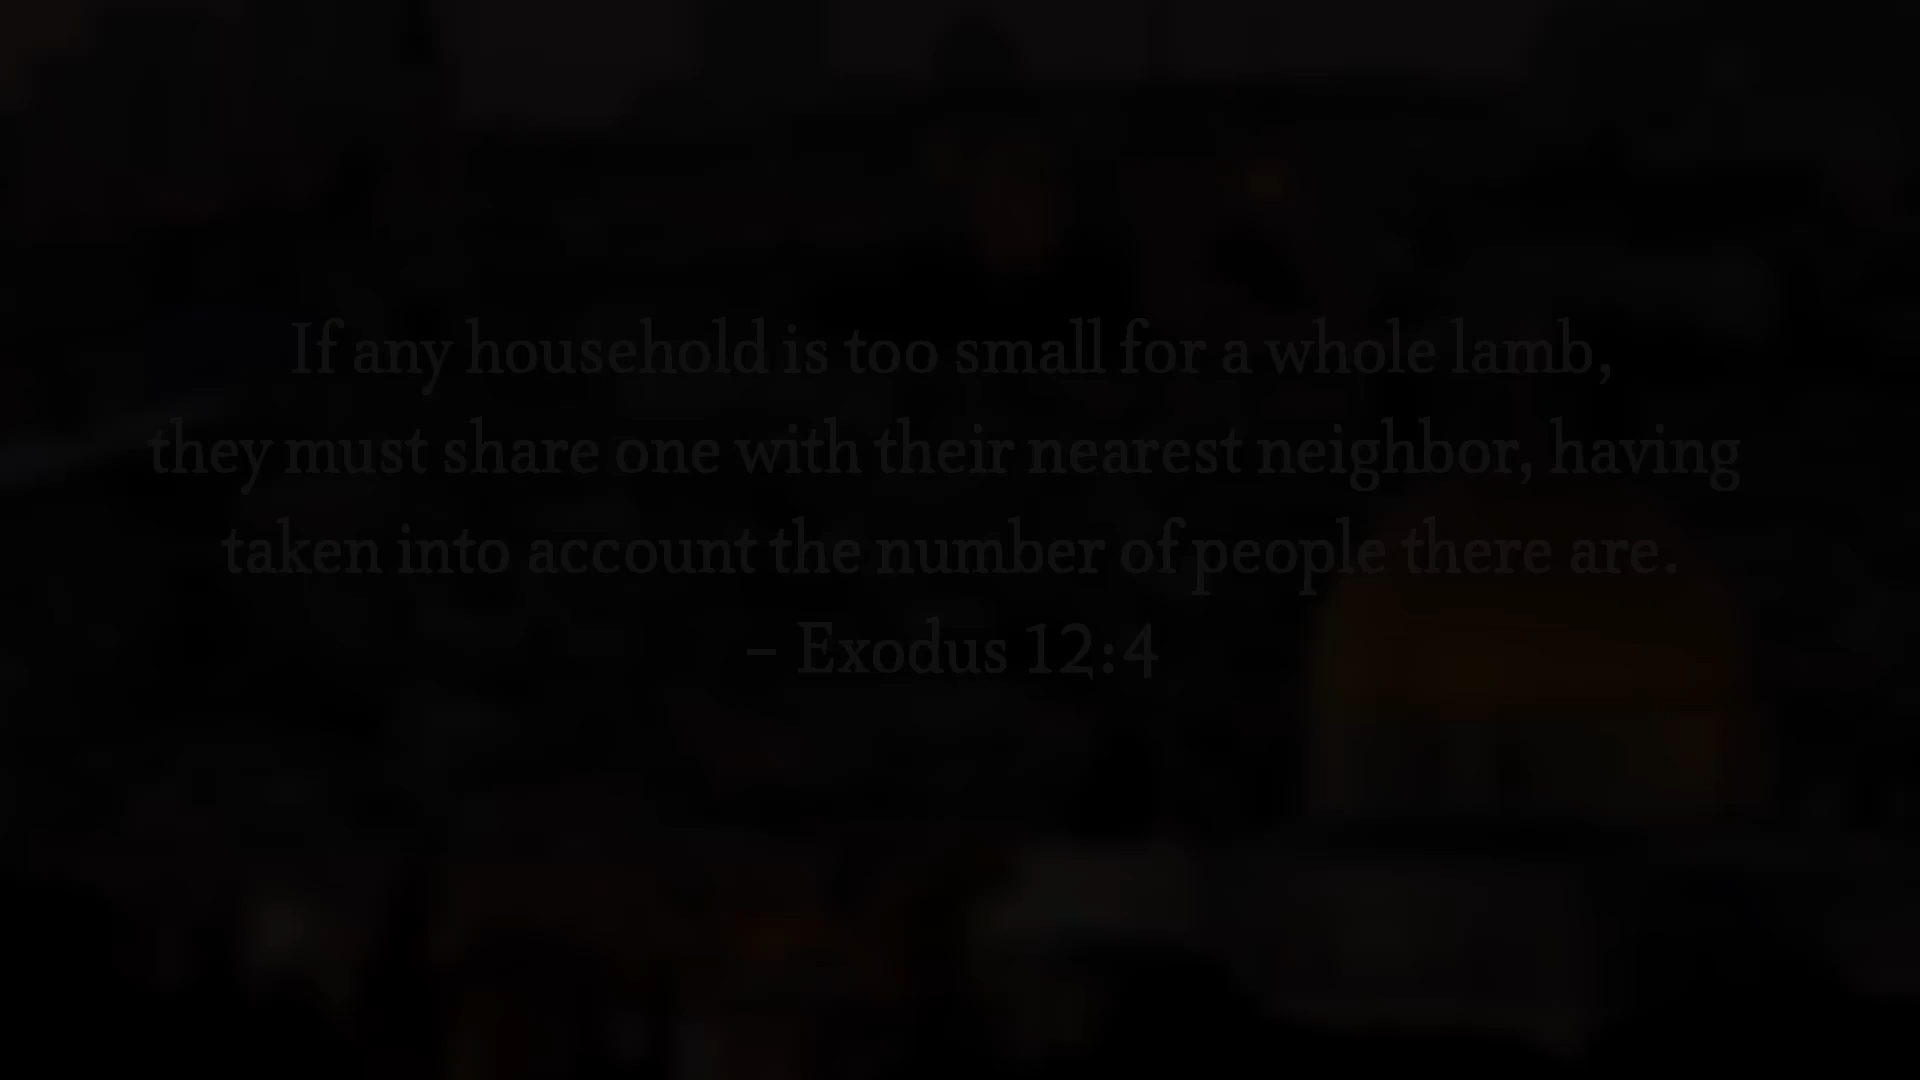 If any household is too small for a whole lamb,
they must share one with their nearest neighbor, having
taken into account the number of people there are.
– Exodus 12:4